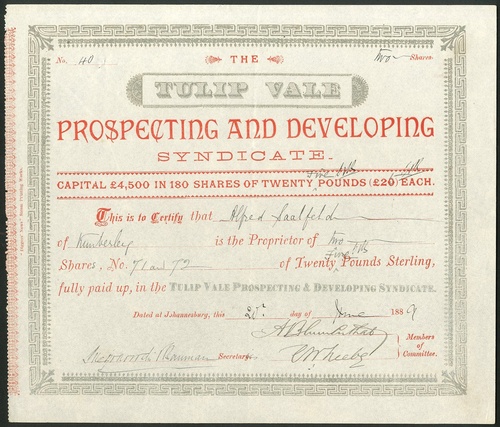 No. 40 two Shares.
THE
TULIP VALE
PROSPECTING AND DEVELOPING
SYNDICATE.
CAPITAL £4,500 IN 180 SHARES OF TWENTY POUNDS (£20) EACH.
This is to Certify that Alfred Saalfeld
of Kimberley is the Proprietor of two
Shares, No. 71 and 72 of Twenty Pounds Sterling,
fully paid up, in the TULIP VALE PROSPECTING & DEVELOPING SYNDICATE.
Dated at Johannesburg, this day of June 1889
Secretary.
Members of Committee.